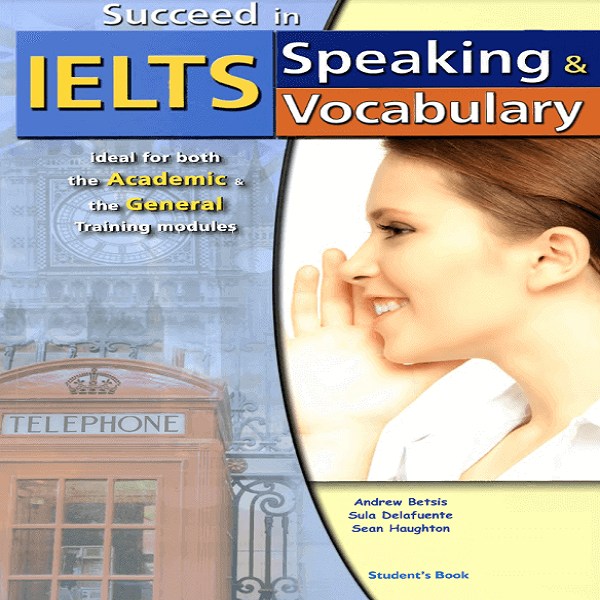 Succeed in
IELTS
Speaking &
Vocabulary
ideal for both
the Academic &
the General
Training modules
TELEPHONE
Andrew Betsis
Sula Delafuente
Sean Haughton
Student's Book